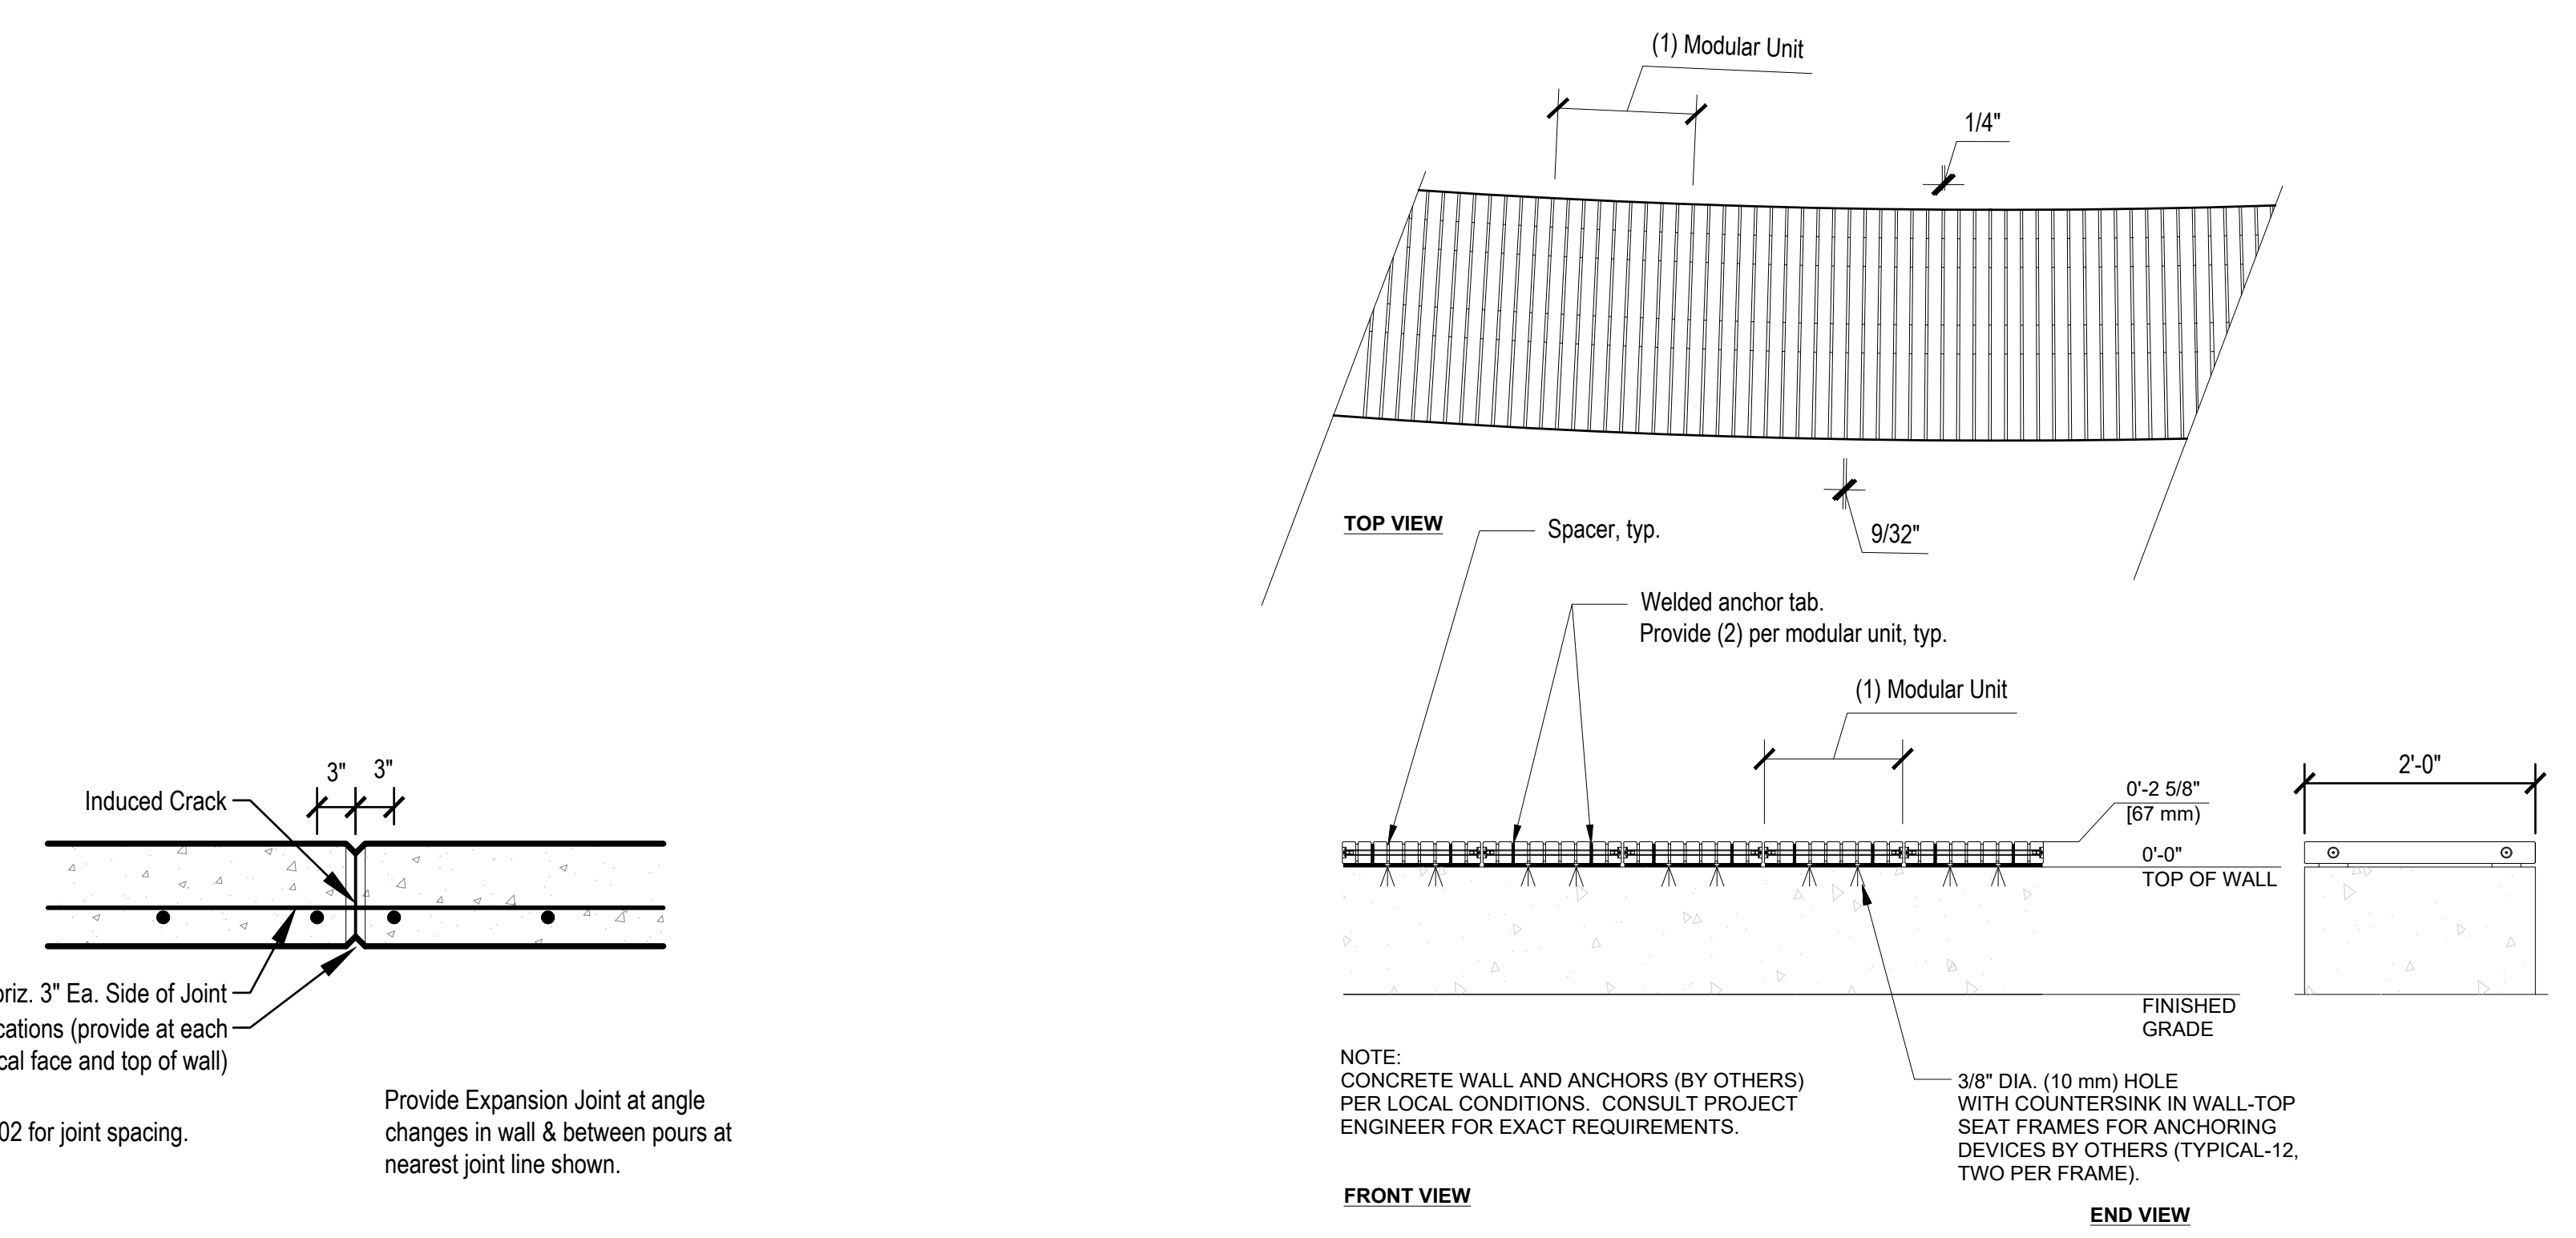 (1) Modular Unit
1/4"
TOP VIEW
9/32"
Spacer, typ.
Welded anchor tab.
Provide (2) per modular unit, typ.
(1) Modular Unit
2'-0"
0'-2 5/8"
[67 mm)
0'-0"
TOP OF WALL
FINISHED
GRADE
NOTE:
CONCRETE WALL AND ANCHORS (BY OTHERS)
PER LOCAL CONDITIONS. CONSULT PROJECT
ENGINEER FOR EXACT REQUIREMENTS.
3/8" DIA. (10 mm) HOLE
WITH COUNTERSINK IN WALL-TOP
SEAT FRAMES FOR ANCHORING
DEVICES BY OTHERS (TYPICAL-12,
TWO PER FRAME).
FRONT VIEW
END VIEW
3" 3"
Induced Crack
oriz. 3" Ea. Side of Joint
cations (provide at each
cal face and top of wall)
02 for joint spacing.
Provide Expansion Joint at angle
changes in wall & between pours at
nearest joint line shown.